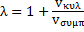 λ = 1 + Vκυλ / Vσυμπ